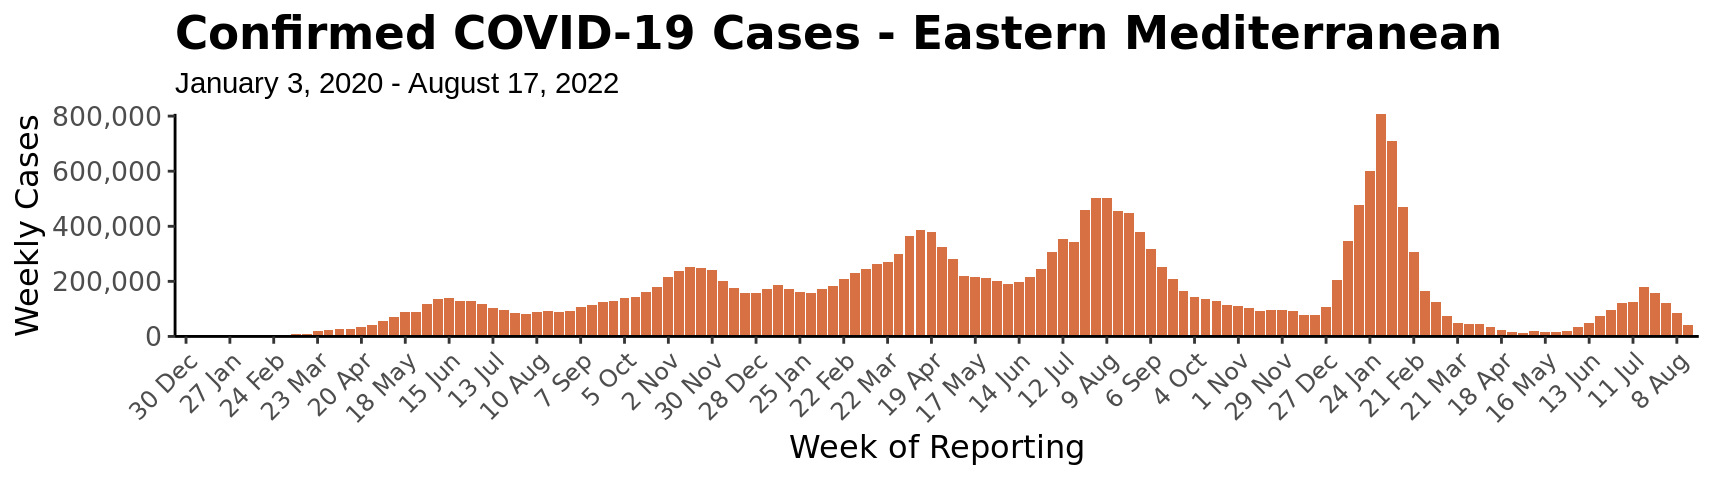 Confirmed COVID-19 Cases - Eastern Mediterranean
January 3, 2020 - August 17, 2022
Weekly Cases
800,000
600,000
400,000
200,000
0
30 Dec
27 Jan
24 Feb
23 Mar
20 Apr
18 May
15 Jun
13 Jul
10 Aug
7 Sep
5 Oct
2 Nov
30 Nov
28 Dec
25 Jan
22 Feb
22 Mar
19 Apr
17 May
14 Jun
12 Jul
9 Aug
6 Sep
4 Oct
1 Nov
29 Nov
27 Dec
24 Jan
21 Feb
21 Mar
18 Apr
16 May
13 Jun
11 Jul
8 Aug
Week of Reporting